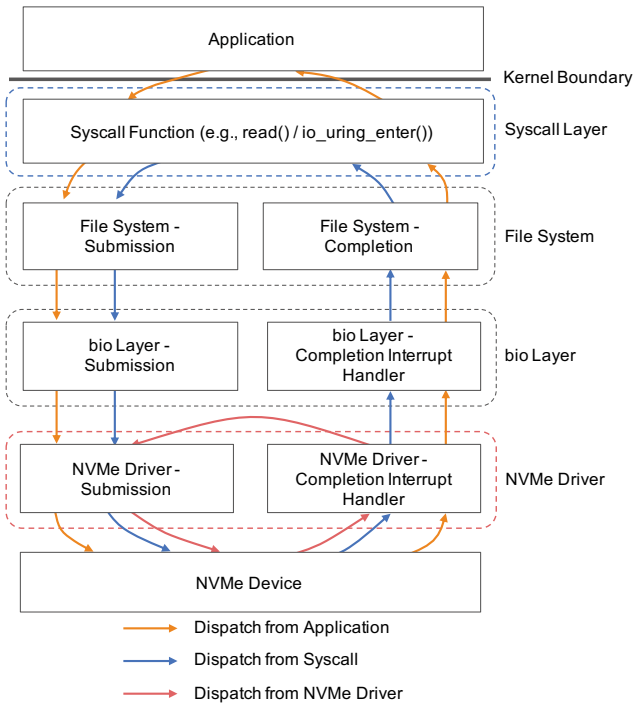 Application
Kernel Boundary
Syscall Function (e.g., read() / io_uring_enter())
Syscall Layer
File System -
Submission
File System -
Completion
File System
bio Layer -
Submission
bio Layer -
Completion Interrupt
Handler
bio Layer
NVMe Driver -
Submission
NVMe Driver -
Completion Interrupt
Handler
NVMe Driver
NVMe Device
Dispatch from Application
Dispatch from Syscall
Dispatch from NVMe Driver